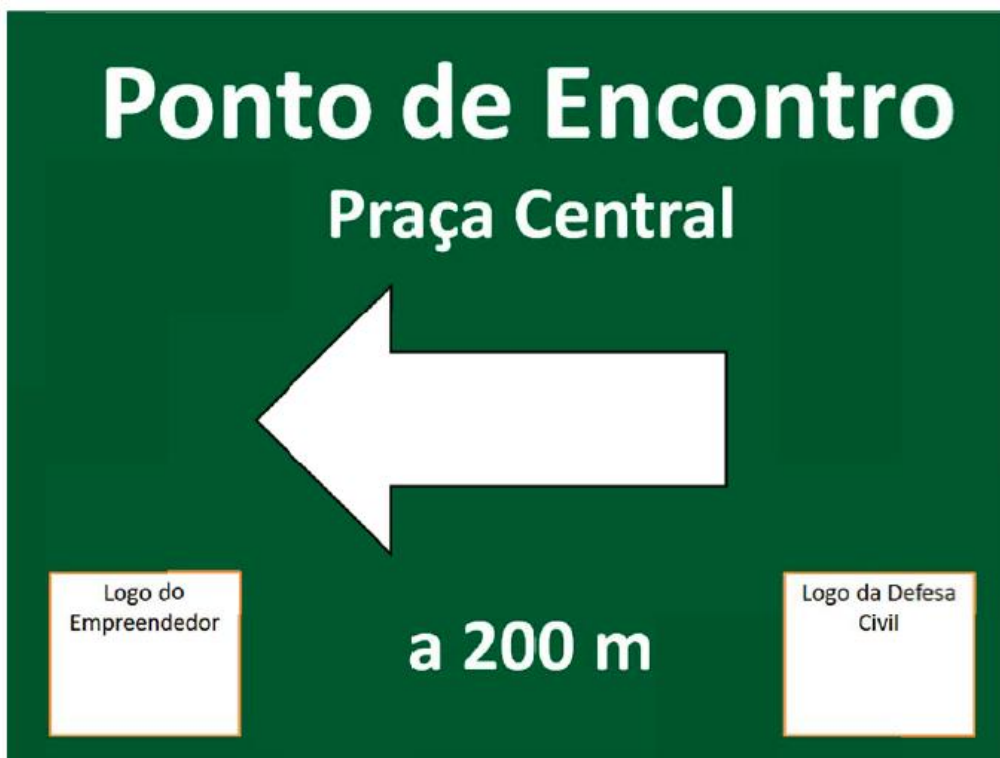 Ponto de Encontro
Praça Central
Logo do
Empreendedor
a 200 m
Logo da Defesa
Civil